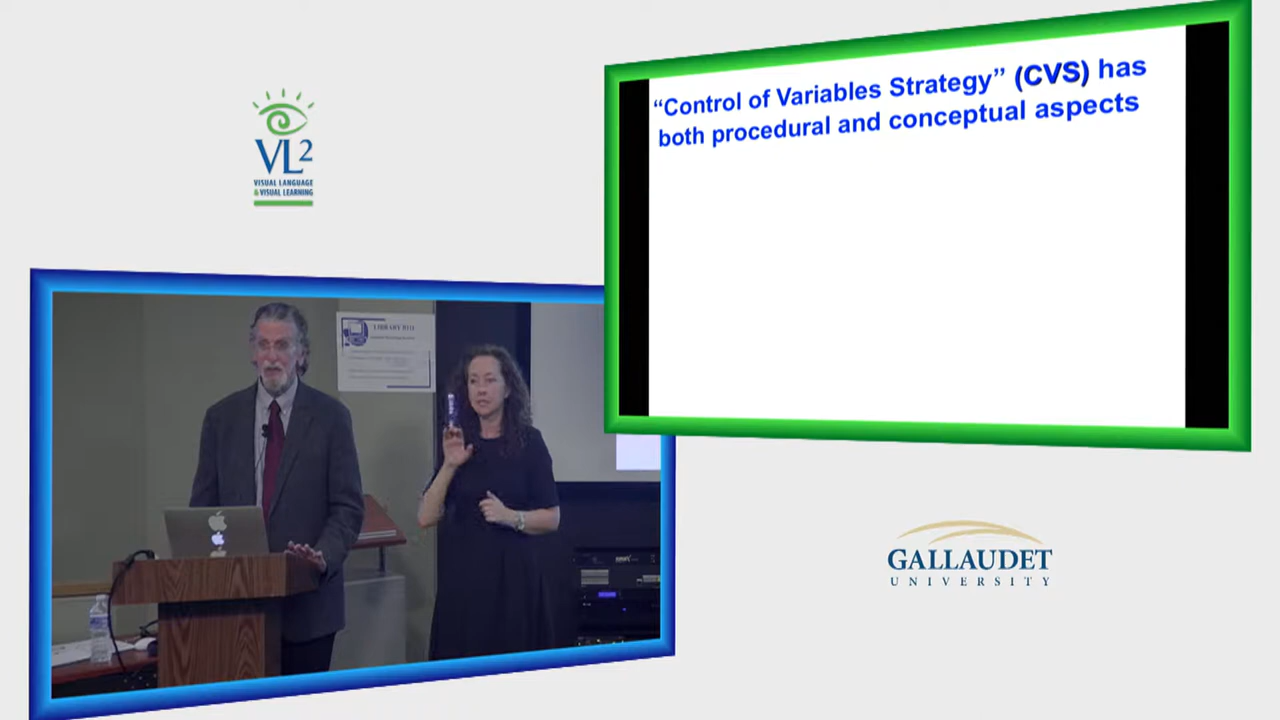 “Control of Variables Strategy” (CVS) has
both procedural and conceptual aspects
VL2
VISUAL LANGUAGE
& VISUAL LEARNING
LIBRARY B111
GALLAUDET
UNIVERSITY